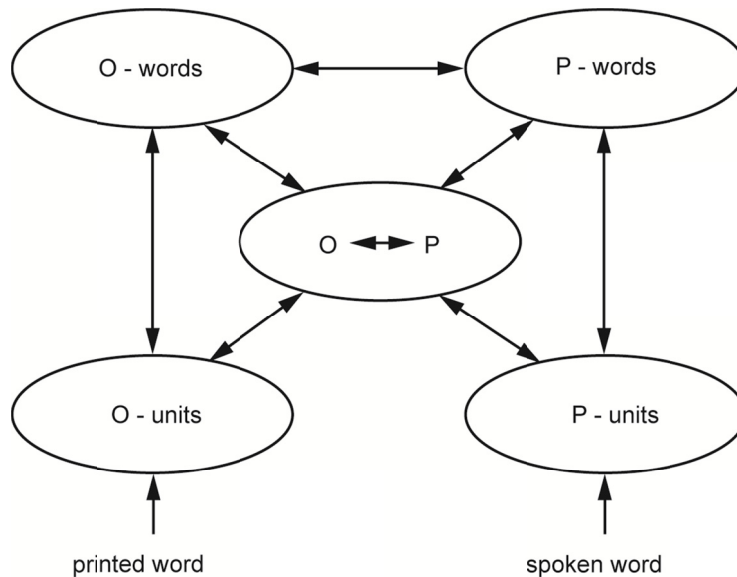 O - words
P - words
O P
O - units
P - units
printed word
spoken word